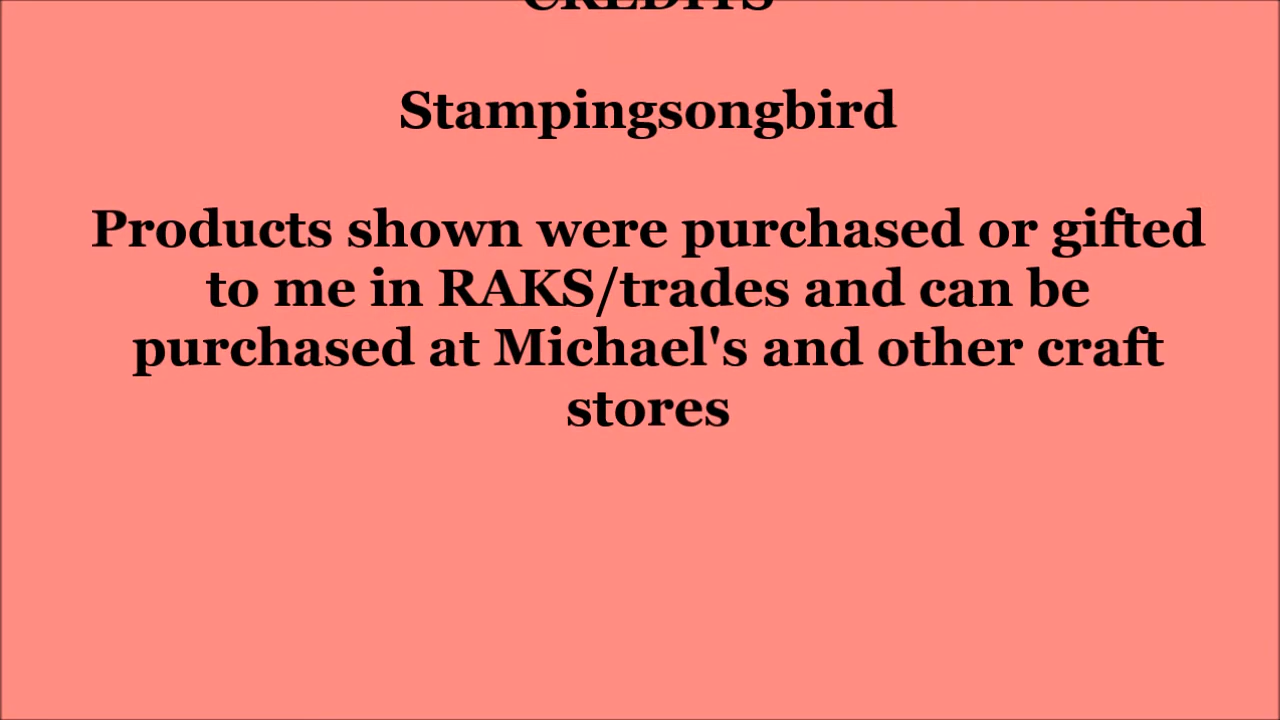 CREDITS
Stampingsongbird
Products shown were purchased or gifted
to me in RAKS/trades and can be
purchased at Michael's and other craft
stores